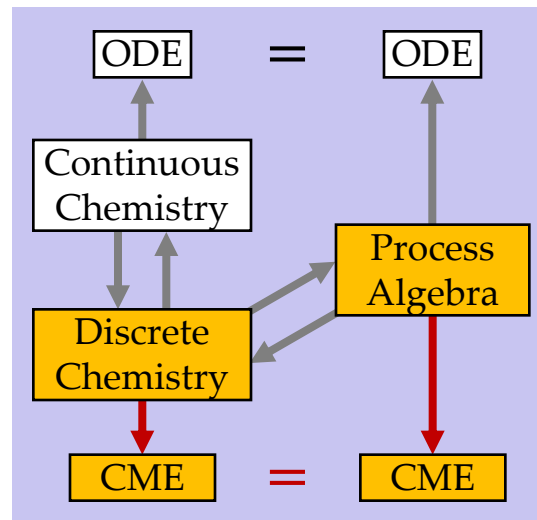 ODE = ODE
Continuous
Chemistry
Process
Algebra
Discrete
Chemistry
CME = CME